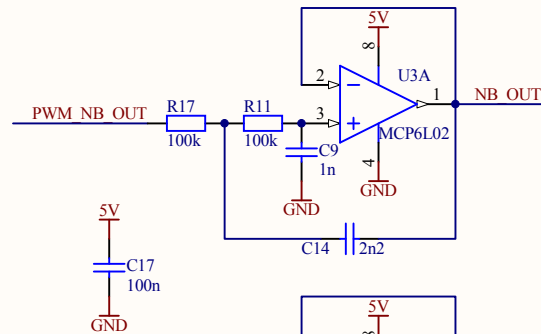 5V
8
U3A
2
1
NB_OUT
PWM_NB_OUT
R17
R11
3
MCP6L02
100k
100k
C9
1n
4
GND
GND
C14
2n2
5V
C17
100n
GND
5V